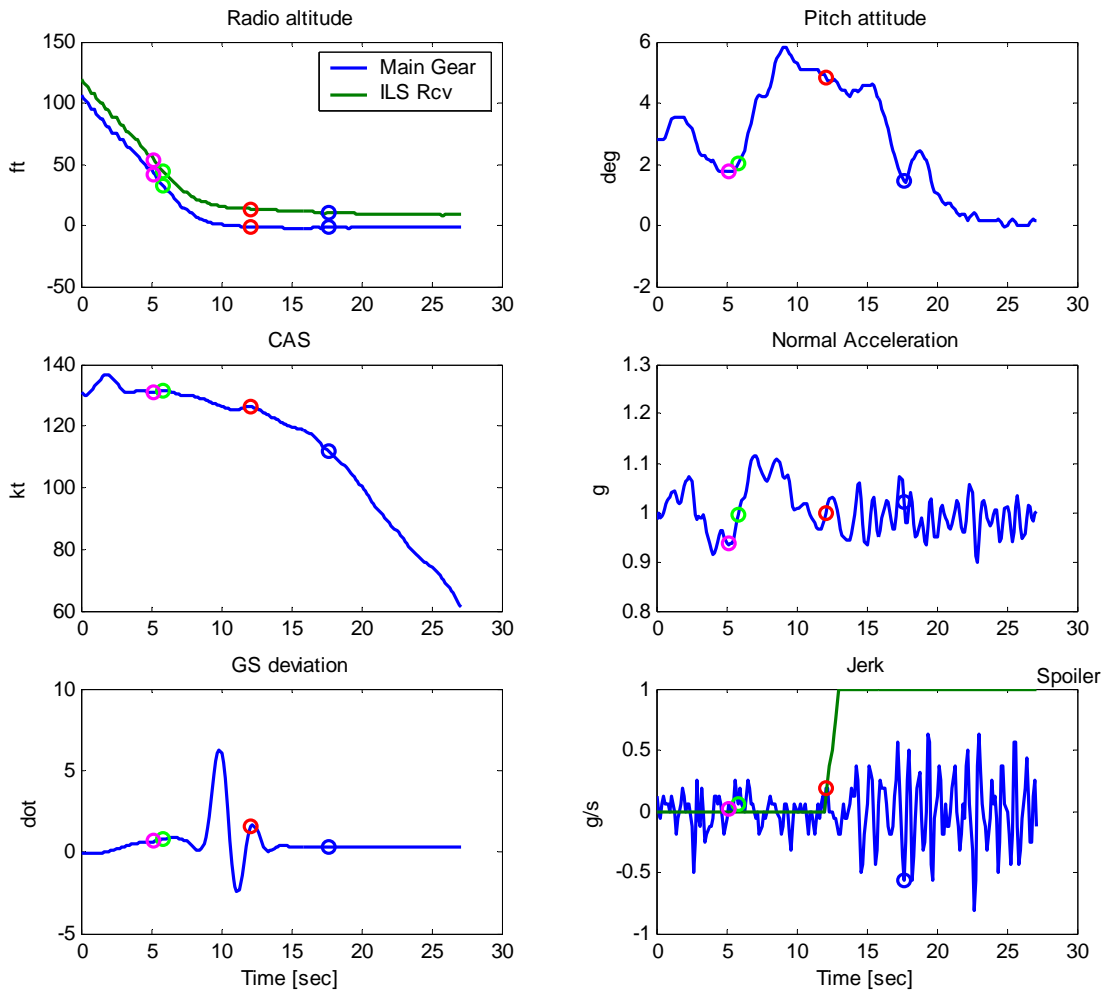 Radio altitude
150
100
50
0
-50
ft
Main Gear
ILS Rcv
0 5 10 15 20 25 30
Pitch attitude
6
4
2
0
-2
deg
0 5 10 15 20 25 30
CAS
140
120
100
80
60
kt
0 5 10 15 20 25 30
Normal Acceleration
1.3
1.2
1.1
1
0.9
0.8
g
0 5 10 15 20 25 30
GS deviation
10
5
0
-5
dot
0 5 10 15 20 25 30
Time [sec]
Jerk
Spoiler
1
0.5
0
-0.5
-1
g/s
0 5 10 15 20 25 30
Time [sec]